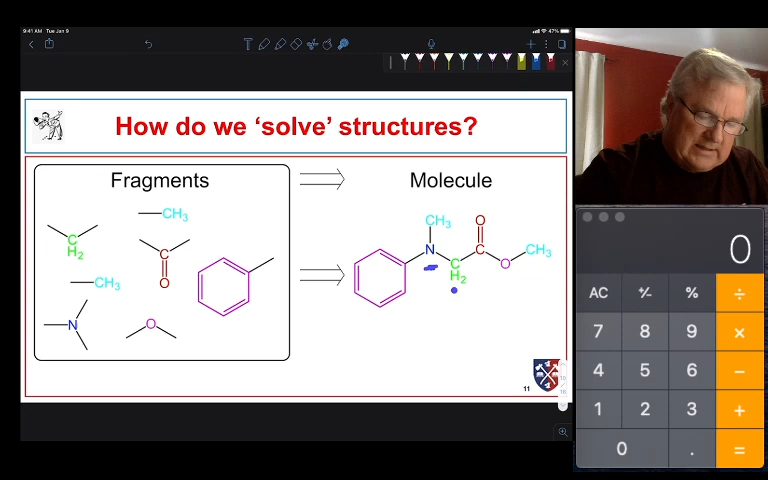 9:41 AM Tue Jan 9
47%
How do we ‘solve’ structures?
Fragments
Molecule
CH3
C
H2
O
CH3
N
O
CH3
O
N
C
H2
O
CH3
11
0
AC +/− % ÷
7 8 9 ×
4 5 6 −
1 2 3 +
0 . =